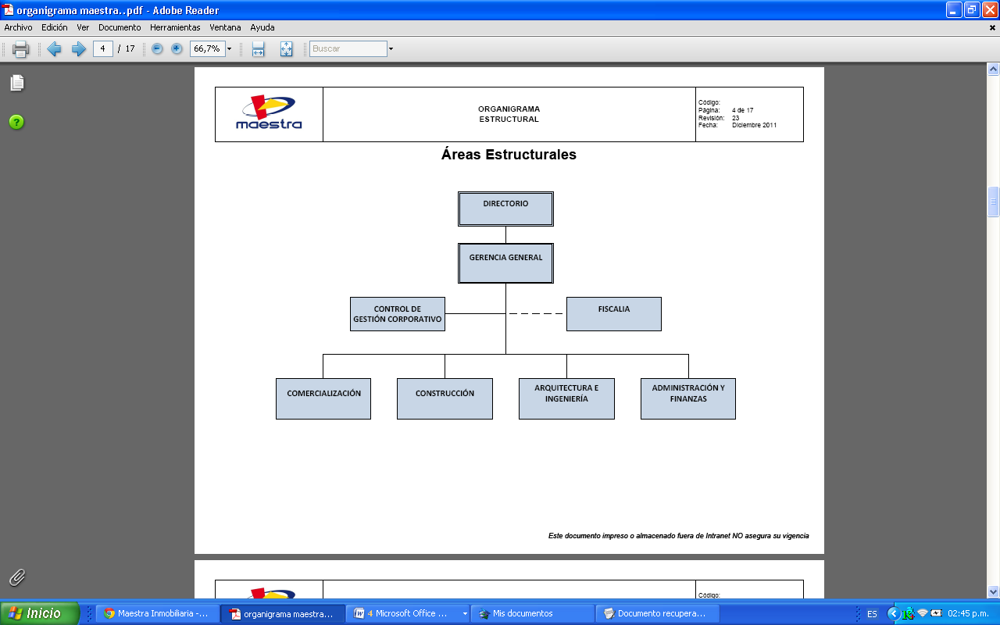 organigrama maestra..pdf - Adobe Reader
Archivo Edición Ver Documento Herramientas Ventana Ayuda
4 / 17 66,7% Buscar
maestra
ORGANIGRAMA
ESTRUCTURAL
Código:
Página: 4 de 17
Revisión: 23
Fecha: Diciembre 2011
Áreas Estructurales
DIRECTORIO
GERENCIA GENERAL
CONTROL DE
GESTIÓN CORPORATIVO
FISCALIA
COMERCIALIZACIÓN
CONSTRUCCIÓN
ARQUITECTURA E
INGENIERÍA
ADMINISTRACIÓN Y
FINANZAS
Este documento impreso o almacenado fuera de Intranet NO asegura su vigencia
Código:
Inicio
Maestra Inmobiliaria -...
organigrama maestra...
4 Microsoft Office ...
Mis documentos
Documento recupera...
ES
02:45 p.m.